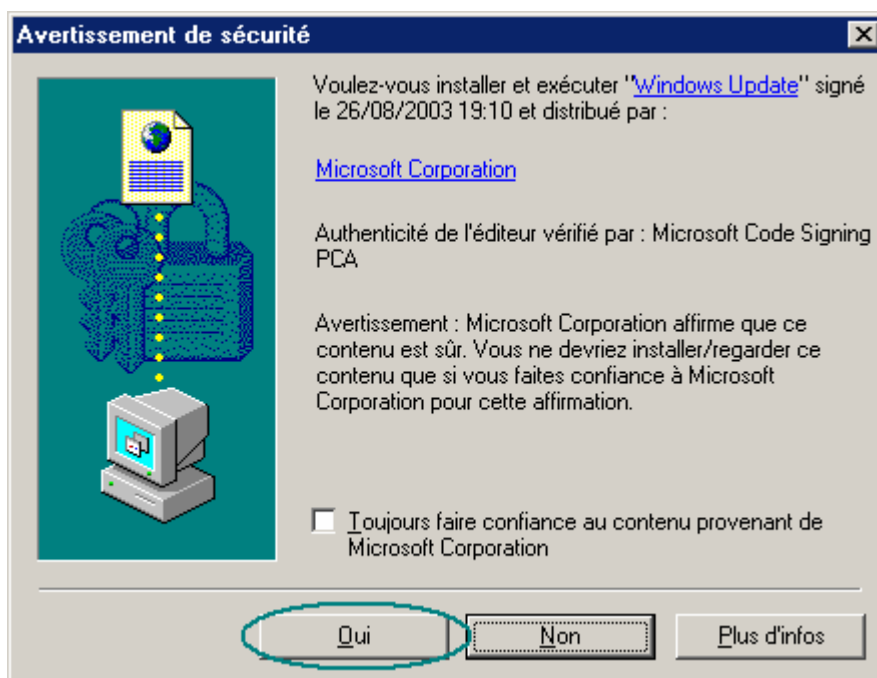 Avertissement de sécurité
Voulez-vous installer et exécuter "Windows Update" signé
le 26/08/2003 19:10 et distribué par :
Microsoft Corporation
Authenticité de l'éditeur vérifié par : Microsoft Code Signing
PCA
Avertissement : Microsoft Corporation affirme que ce
contenu est sûr. Vous ne devriez installer/regarder ce
contenu que si vous faites confiance à Microsoft
Corporation pour cette affirmation.
Toujours faire confiance au contenu provenant de
Microsoft Corporation
Oui Non Plus d'infos